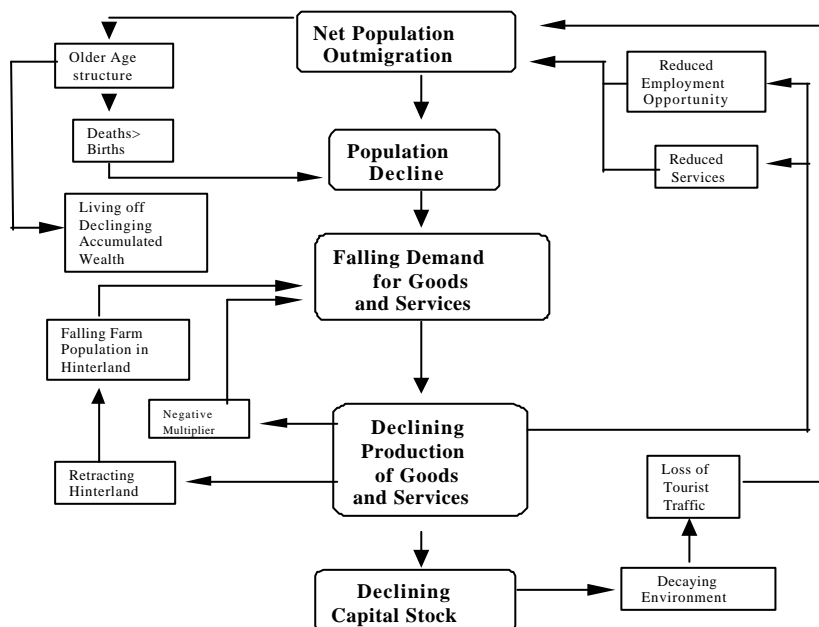 Net Population
Outmigration
Older Age
structure
Reduced
Employment
Opportunity
Deaths>
Births
Population
Decline
Reduced
Services
Living off
Declinging
Accumulated
Wealth
Falling Demand
for Goods
and Services
Falling Farm
Population in
Hinterland
Negative
Multiplier
Declining
Production
of Goods
and Services
Retracting
Hinterland
Loss of
Tourist
Traffic
Declining
Capital Stock
Decaying
Environment